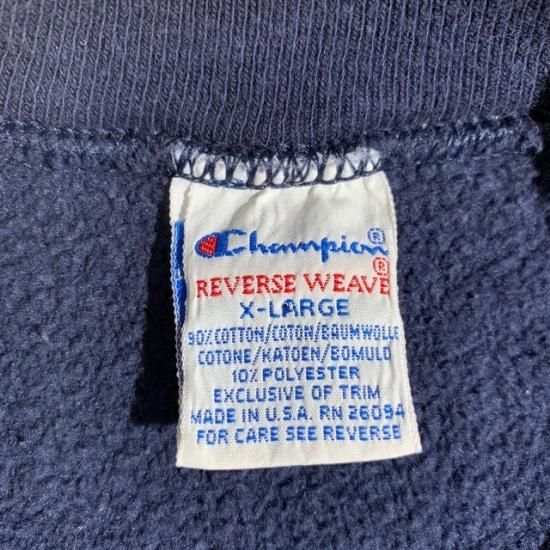 Champion®
REVERSE WEAVE®
X-LARGE
90% COTTON/COTON/BAUMWOLLE
COTONE/KATOEN/BOMULD
10% POLYESTER
EXCLUSIVE OF TRIM
MADE IN U.S.A. RN 26094
FOR CARE SEE REVERSE